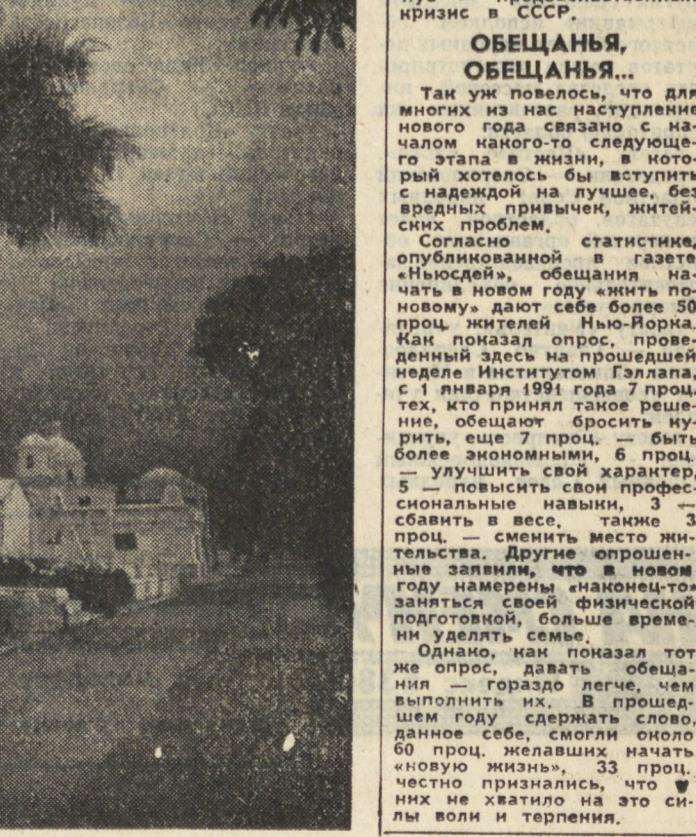 кризис в СССР.
ОБЕЩАНЬЯ,
ОБЕЩАНЬЯ...
Так уж повелось, что для
многих из нас наступление
нового года связано с на-
чалом какого-то следующе-
го этапа в жизни, в кото-
рый хотелось бы вступить
с надеждой на лучшее, без
вредных привычек, житей-
ских проблем.
Согласно статистике,
опубликованной в газете
«Ньюсдей», обещания на-
чать в новом году «жить по-
новому» дают себе более 50
проц. жителей Нью-Йорка.
Как показал опрос, прове-
денный здесь на прошедшей
неделе Институтом Гэллапа,
с 1 января 1991 года 7 проц.
тех, кто принял такое реше-
ние, обещают бросить ку-
рить, еще 7 проц. — быть
более экономными, 6 проц.
— улучшить свой характер,
5 — повысить свои профес-
сиональные навыки, 3 —
сбавить в весе, также 3
проц. — сменить место жи-
тельства. Другие опрошен-
ные заявили, что в новом
году намерены «наконец-то»
заняться своей физической
подготовкой, больше време-
ни уделять семье.
Однако, как показал тот
же опрос, давать обеща-
ния — гораздо легче, чем
выполнить их. В прошед-
шем году сдержать слово,
данное себе, смогли около
60 проц. желавших начать
«новую жизнь», 33 проц.
честно признались, что у
них не хватило на это си-
лы воли и терпения.